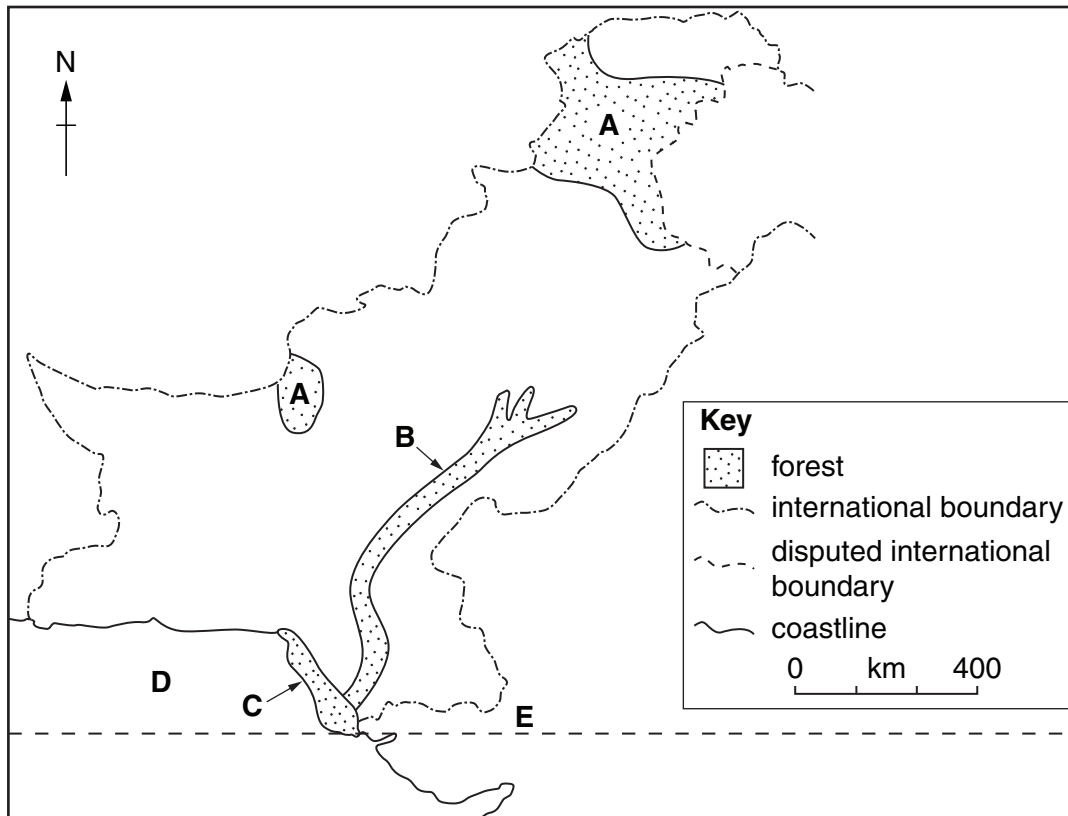 N
A
A
B
C
D
E
Key
forest
international boundary
disputed international
boundary
coastline
0 km 400